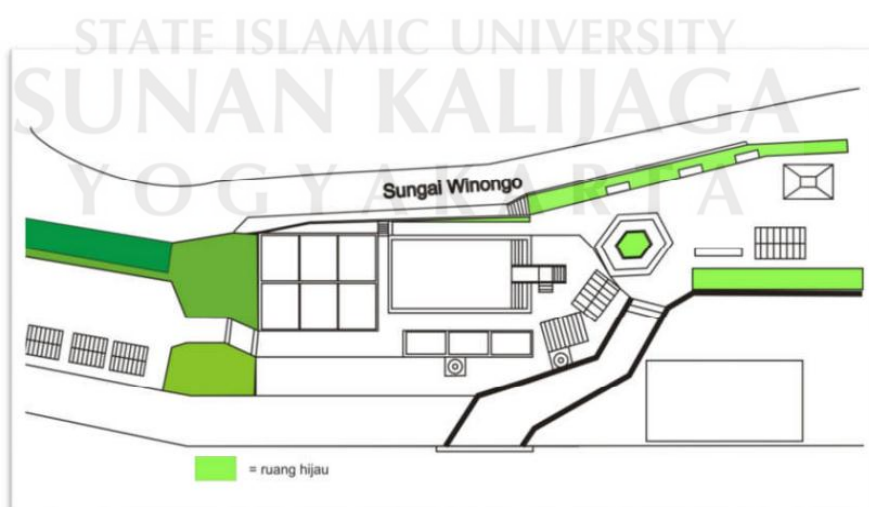 STATE ISLAMIC UNIVERSITY
SUNAN KALIJAGA
YOGYAKARTA
Sungai Winongo
= ruang hijau